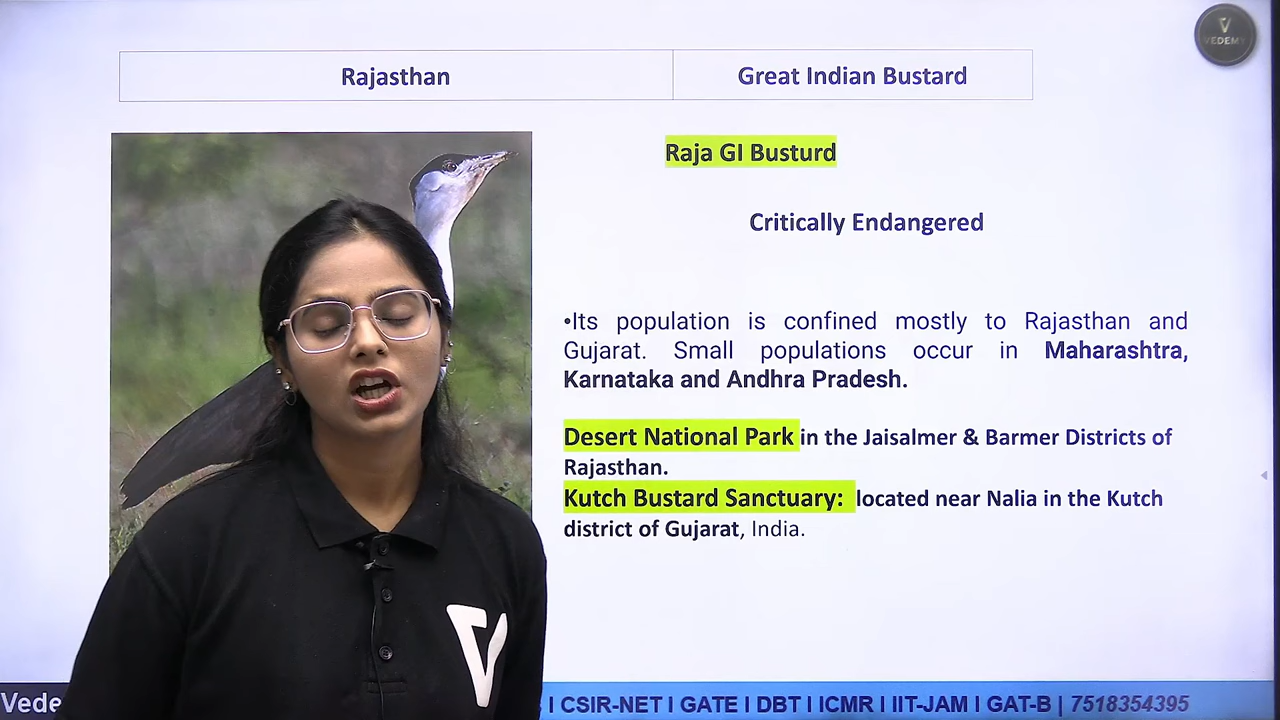 VEDEMY
Rajasthan
Great Indian Bustard
Raja GI Busturd
Critically Endangered
•Its population is confined mostly to Rajasthan and
Gujarat. Small populations occur in Maharashtra,
Karnataka and Andhra Pradesh.
Desert National Park in the Jaisalmer & Barmer Districts of
Rajasthan.
Kutch Bustard Sanctuary: located near Nalia in the Kutch
district of Gujarat, India.
Vede
I CSIR-NET I GATE I DBT I ICMR I IIT-JAM I GAT-B | 7518354395